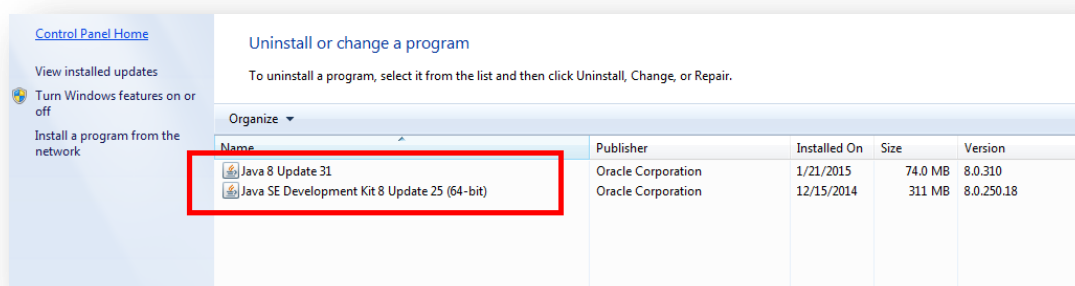 Control Panel Home
View installed updates
Turn Windows features on or
off
Install a program from the
network
Uninstall or change a program
To uninstall a program, select it from the list and then click Uninstall, Change, or Repair.
Organize
Name Publisher Installed On Size Version
Java 8 Update 31 Oracle Corporation 1/21/2015 74.0 MB 8.0.310
Java SE Development Kit 8 Update 25 (64-bit) Oracle Corporation 12/15/2014 311 MB 8.0.250.18